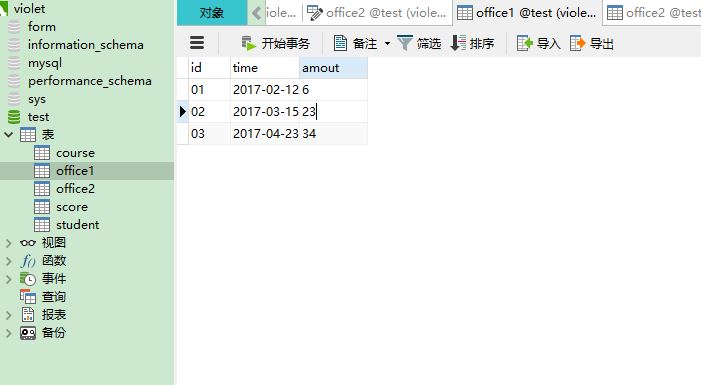 violet
form
information_schema
mysql
performance_schema
sys
test
表
course
office1
office2
score
student
视图
函数
事件
查询
报表
备份
对象
viole...
office2 @test (viole...
office1 @test (viole...
office2 @test
开始事务 备注 筛选 排序 导入 导出
id time amout
01 2017-02-12 6
02 2017-03-15 23
03 2017-04-23 34